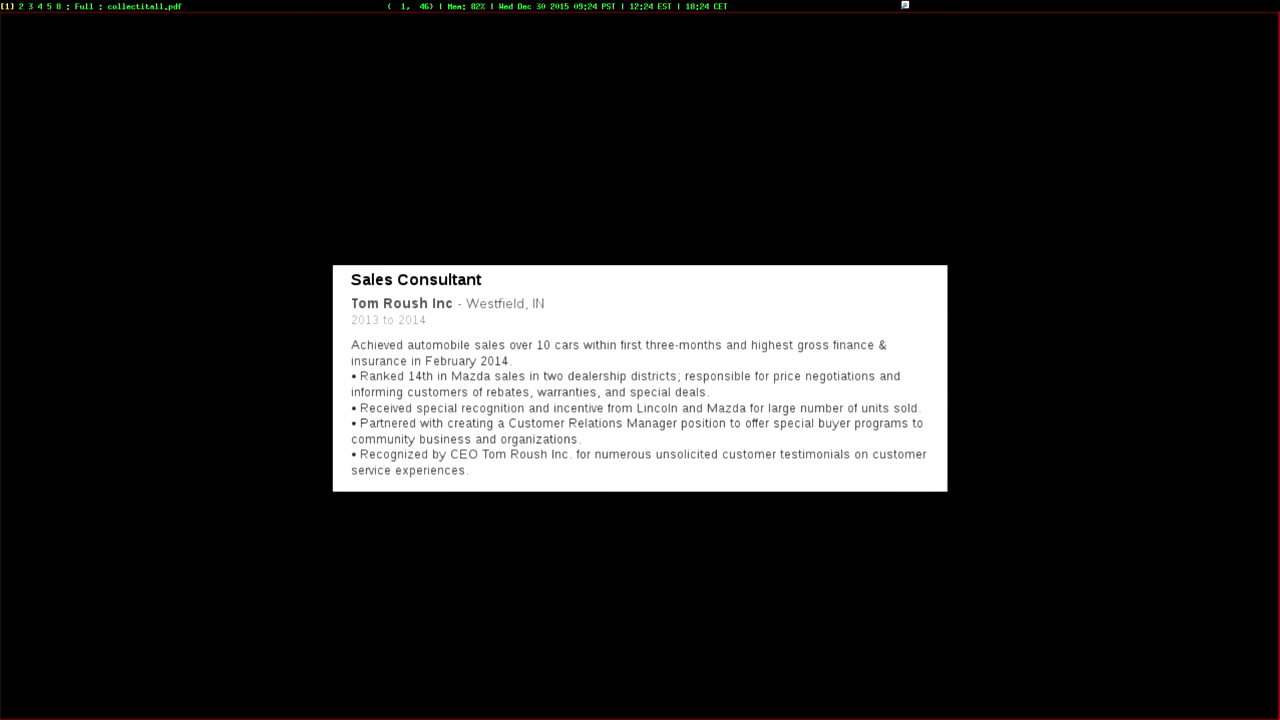 [1] 2 3 4 5 8 : Full : collectitall.pdf ( 1, 46) | Mem: 82% | Wed Dec 30 2015 09:24 PST | 12:24 EST | 18:24 CET
Sales Consultant
Tom Roush Inc - Westfield, IN
2013 to 2014
Achieved automobile sales over 10 cars within first three-months and highest gross finance &
insurance in February 2014.
• Ranked 14th in Mazda sales in two dealership districts; responsible for price negotiations and
informing customers of rebates, warranties, and special deals.
• Received special recognition and incentive from Lincoln and Mazda for large number of units sold.
• Partnered with creating a Customer Relations Manager position to offer special buyer programs to
community business and organizations.
• Recognized by CEO Tom Roush Inc. for numerous unsolicited customer testimonials on customer
service experiences.